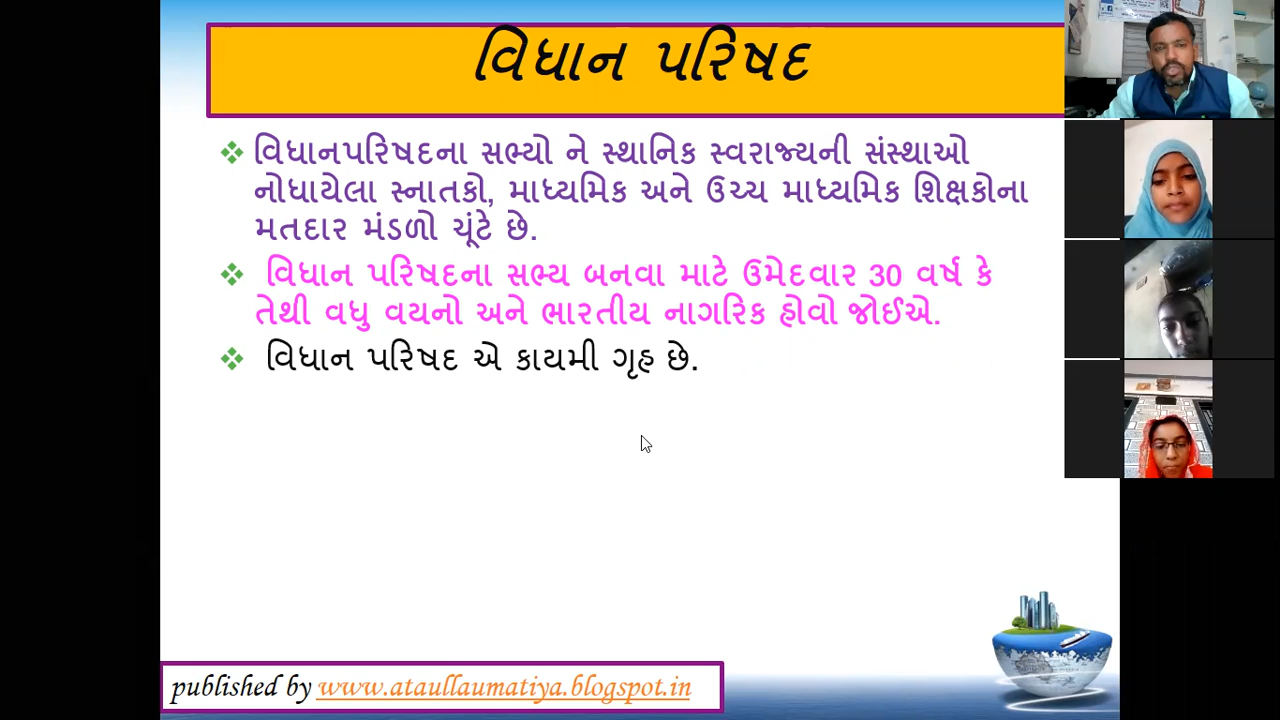 વિધાન પરિષદ
વિધાનપરિષદના સભ્યો ને સ્થાનિક સ્વરાજ્યની સંસ્થાઓ
નોધાયેલા સ્નાતકો, માધ્યમિક અને ઉચ્ચ માધ્યમિક શિક્ષકોના
મતદાર મંડળો ચૂંટે છે.
વિધાન પરિષદના સભ્ય બનવા માટે ઉમેદવાર 30 વર્ષ કે
તેથી વધુ વયનો અને ભારતીય નાગરિક હોવો જોઈએ.
વિધાન પરિષદ એ કાયમી ગૃહ છે.
published by www.ataullaumatiya.blogspot.in